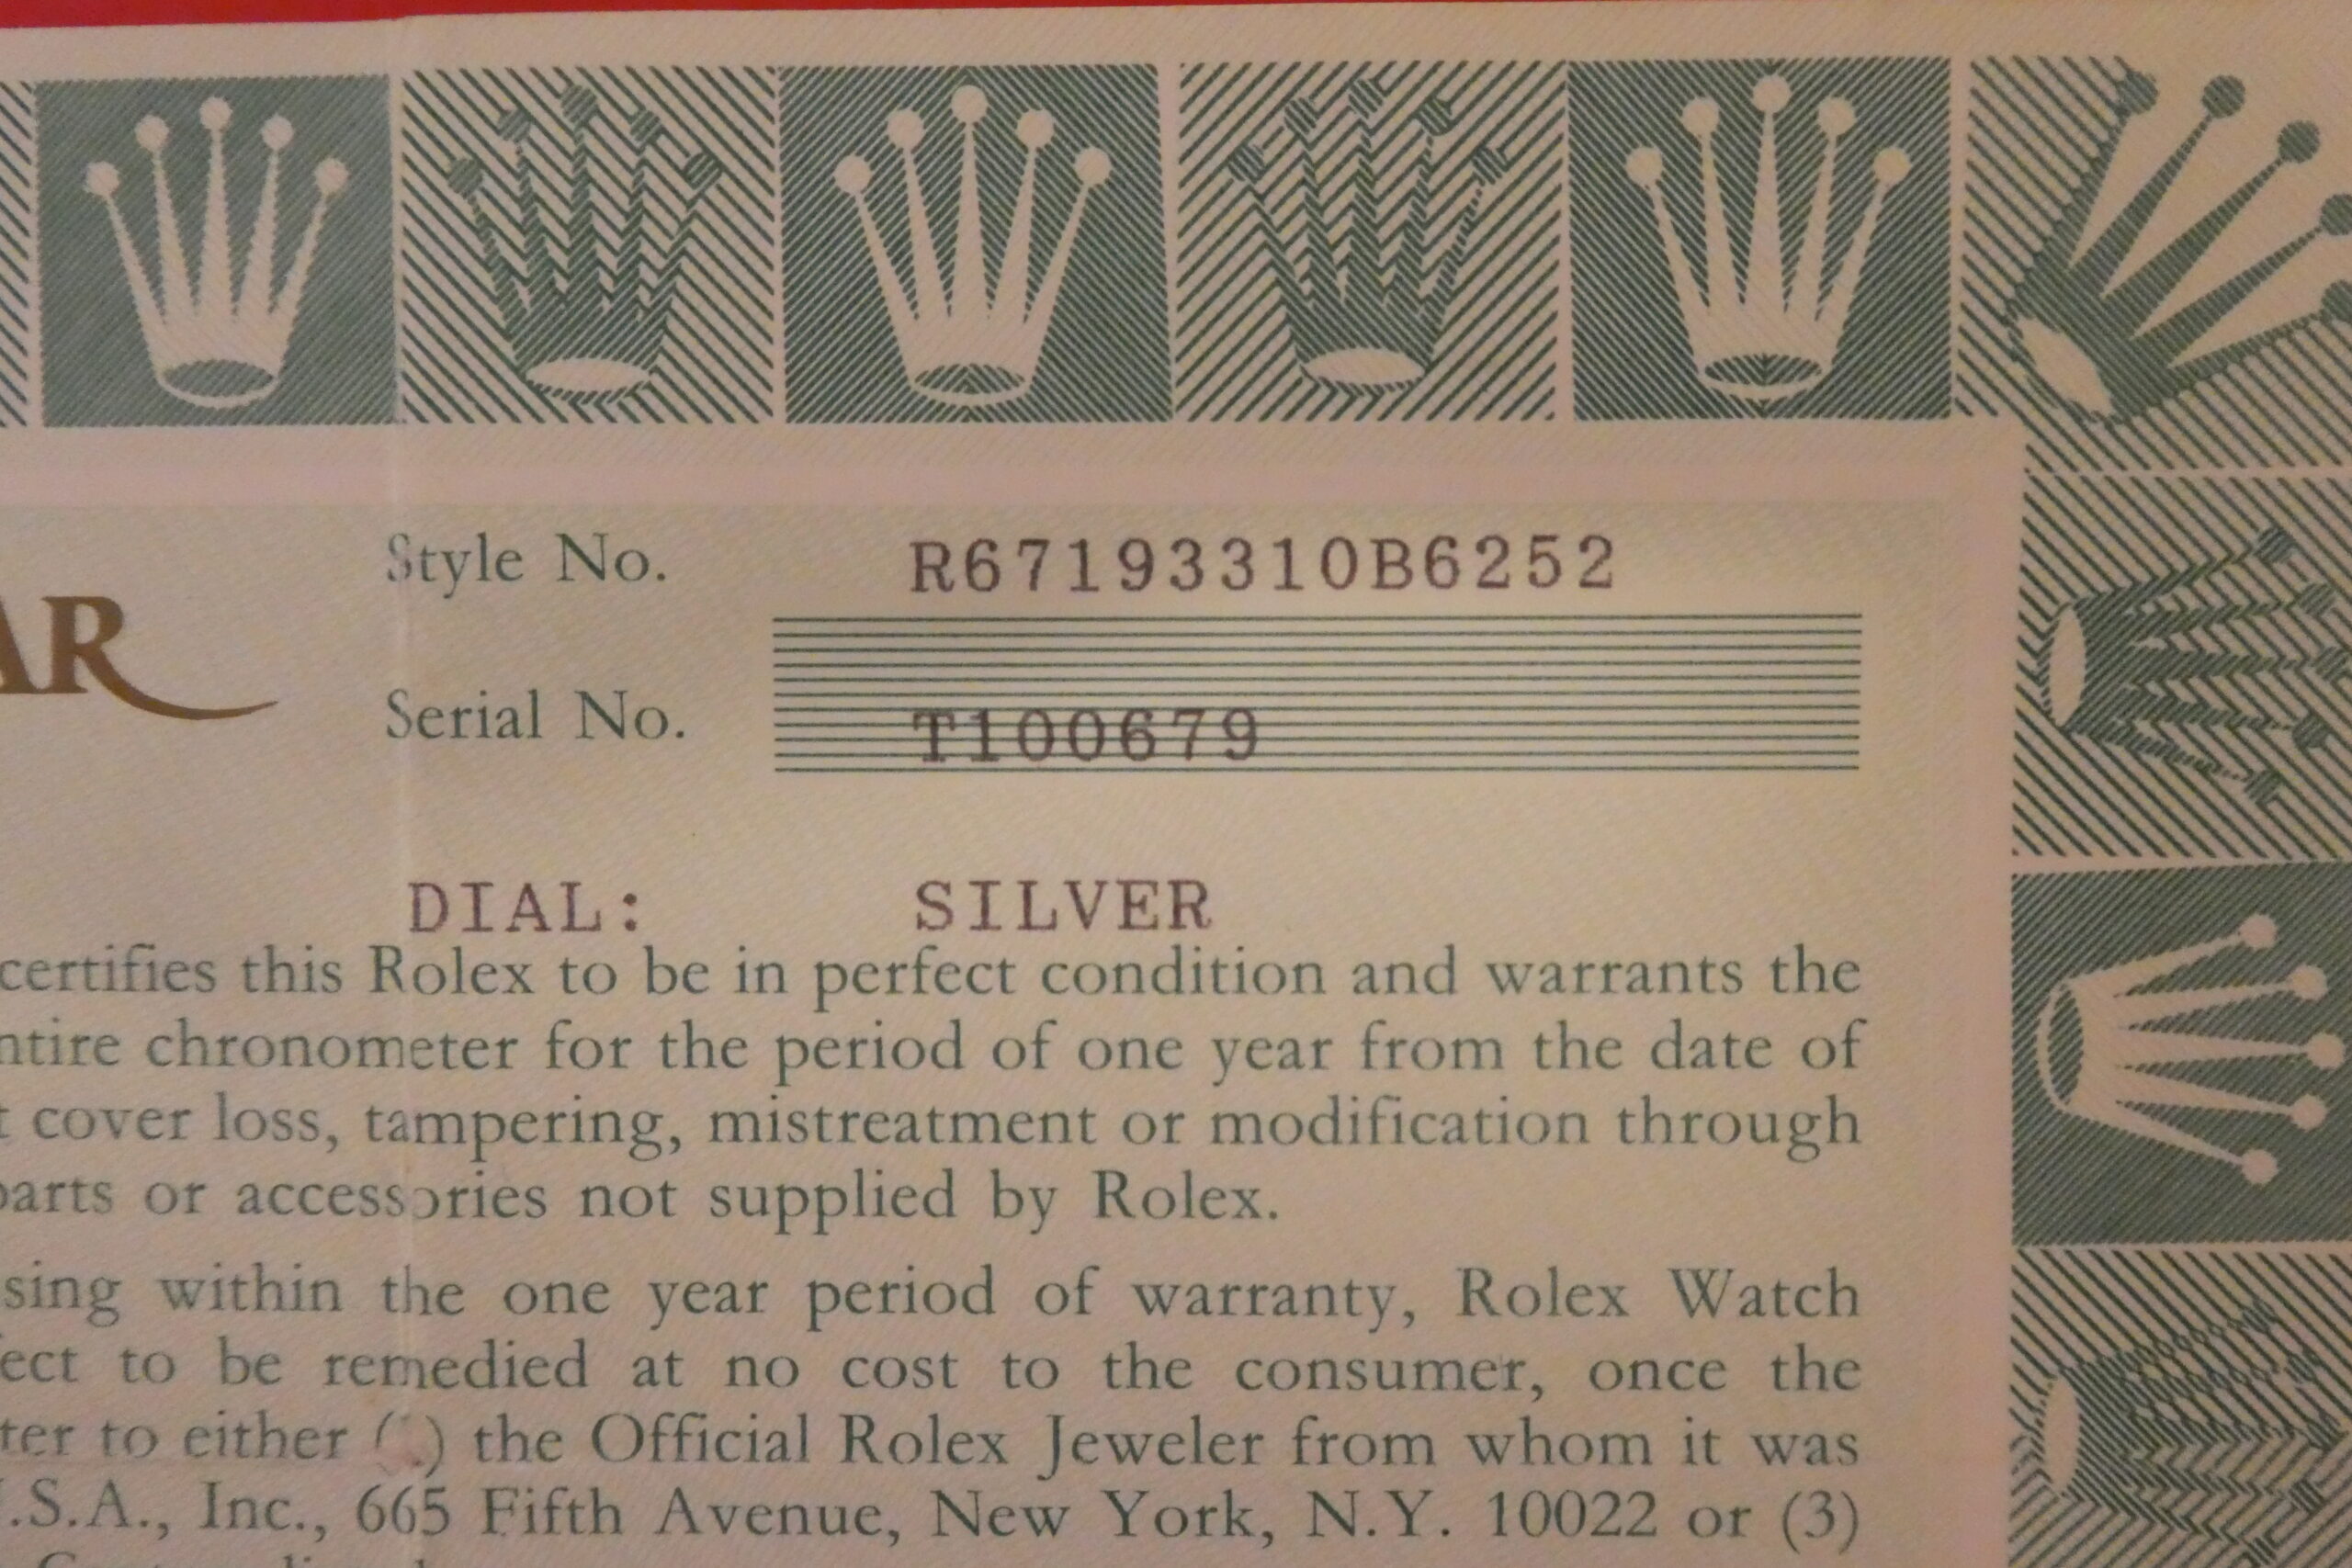 Style No. R67193310B6252
AR
Serial No. T100679
DIAL: SILVER
certifies this Rolex to be in perfect condition and warrants the
ntire chronometer for the period of one year from the date of
t cover loss, tampering, mistreatment or modification through
parts or accessories not supplied by Rolex.
sing within the one year period of warranty, Rolex Watch
ect to be remedied at no cost to the consumer, once the
ter to either ( ) the Official Rolex Jeweler from whom it was
.S.A., Inc., 665 Fifth Avenue, New York, N.Y. 10022 or (3)